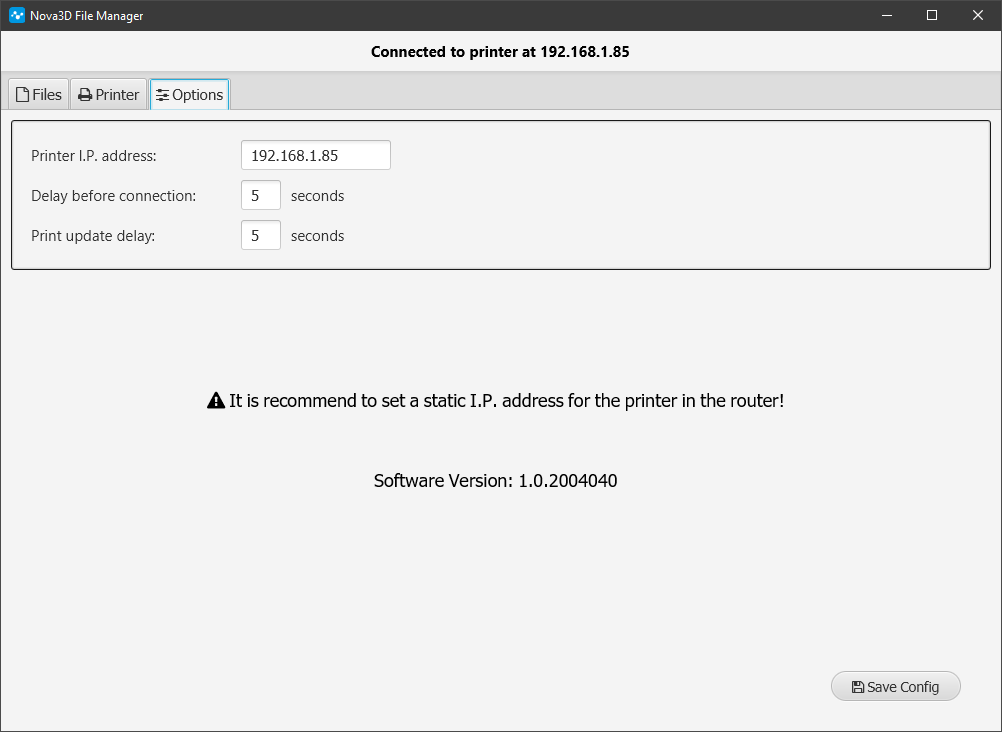 Nova3D File Manager
Connected to printer at 192.168.1.85
Files Printer Options
Printer I.P. address: 192.168.1.85
Delay before connection: 5 seconds
Print update delay: 5 seconds
It is recommend to set a static I.P. address for the printer in the router!
Software Version: 1.0.2004040
Save Config